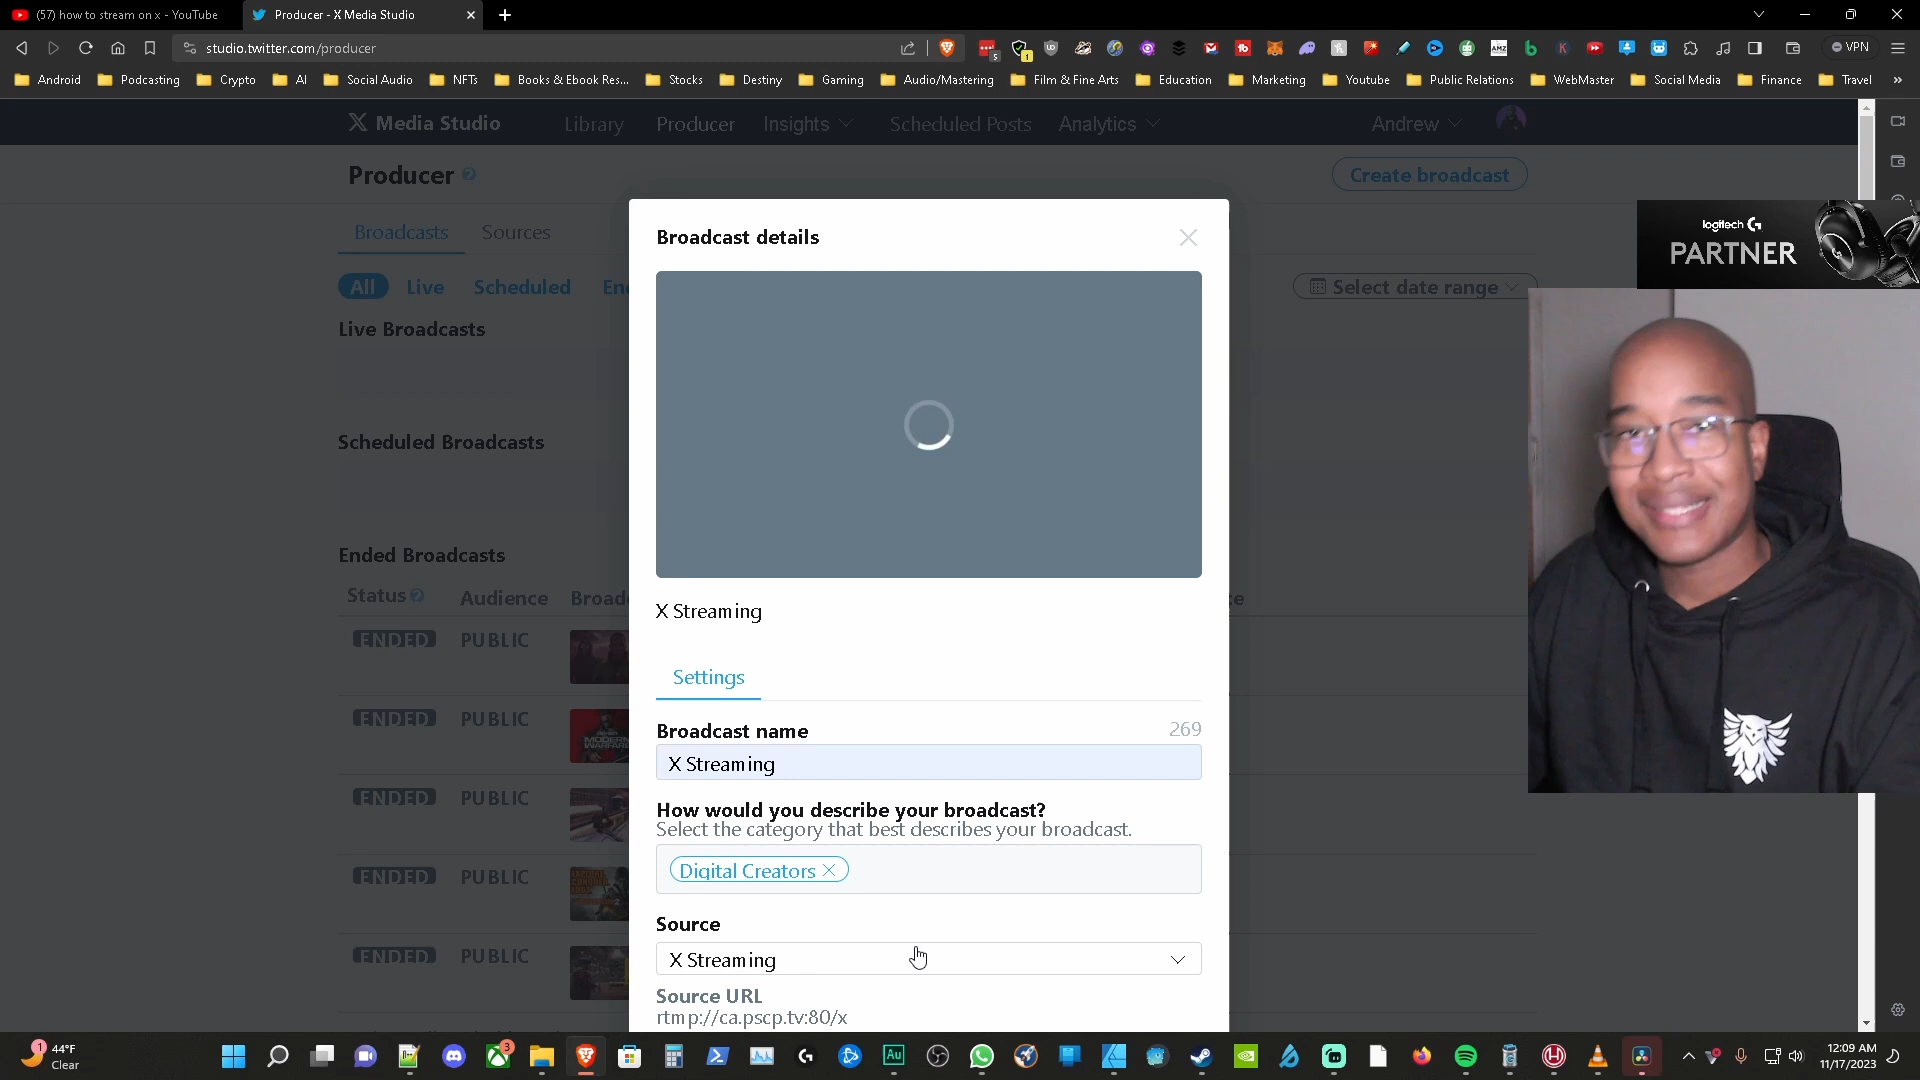 (57) how to stream on x - YouTube
Producer - X Media Studio
studio.twitter.com/producer
VPN
Android
Podcasting
Crypto
AI
Social Audio
NFTs
Books & Ebook Res...
Stocks
Destiny
Gaming
Audio/Mastering
Film & Fine Arts
Education
Marketing
Youtube
Public Relations
WebMaster
Social Media
Finance
Travel
X Media Studio
Library
Producer
Insights
Scheduled Posts
Analytics
Andrew
Producer
Create broadcast
Broadcasts
Sources
All
Live
Scheduled
Select date range
Live Broadcasts
Scheduled Broadcasts
Ended Broadcasts
Status
Audience
ENDED PUBLIC
ENDED PUBLIC
ENDED PUBLIC
ENDED PUBLIC
ENDED PUBLIC
Broadcast details
X Streaming
Settings
Broadcast name
269
X Streaming
How would you describe your broadcast?
Select the category that best describes your broadcast.
Digital Creators
Source
X Streaming
Source URL
rtmp://ca.pscp.tv:80/x
logitech G
PARTNER
44°F
Clear
12:09 AM
11/17/2023